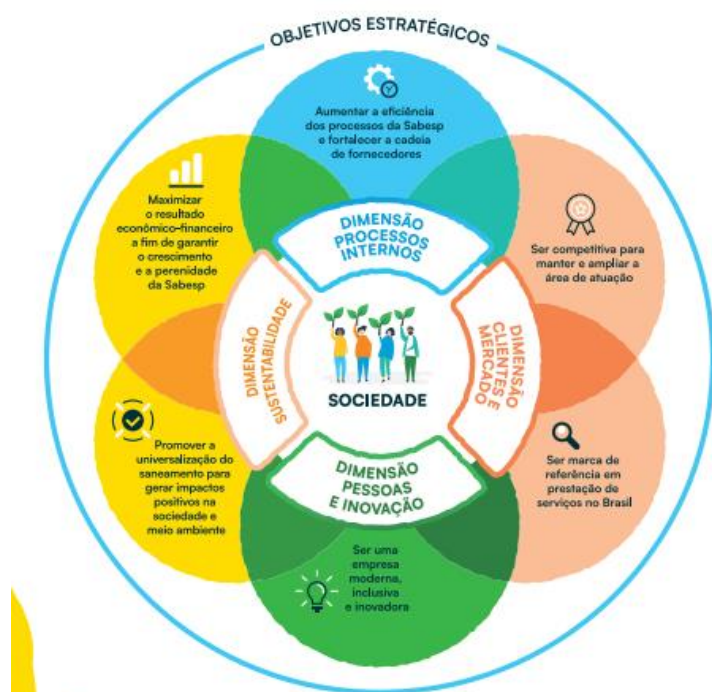 OBJETIVOS ESTRATÉGICOS
Aumentar a eficiência
dos processos da Sabesp
e fortalecer a cadeia
de fornecedores
Maximizar
o resultado
econômico-financeiro
a fim de garantir
o crescimento
e a perenidade
da Sabesp
DIMENSÃO
PROCESSOS
INTERNOS
Ser competitiva para
manter e ampliar a
área de atuação
DIMENSÃO
SUSTENTABILIDADE
SOCIEDADE
DIMENSÃO
CLIENTES E
MERCADO
Promover a
universalização do
saneamento para
gerar impactos
positivos na
sociedade e
meio ambiente
DIMENSÃO
PESSOAS
E INOVAÇÃO
Ser marca de
referência em
prestação de
serviços no Brasil
Ser uma
empresa
moderna,
inclusiva
e inovadora